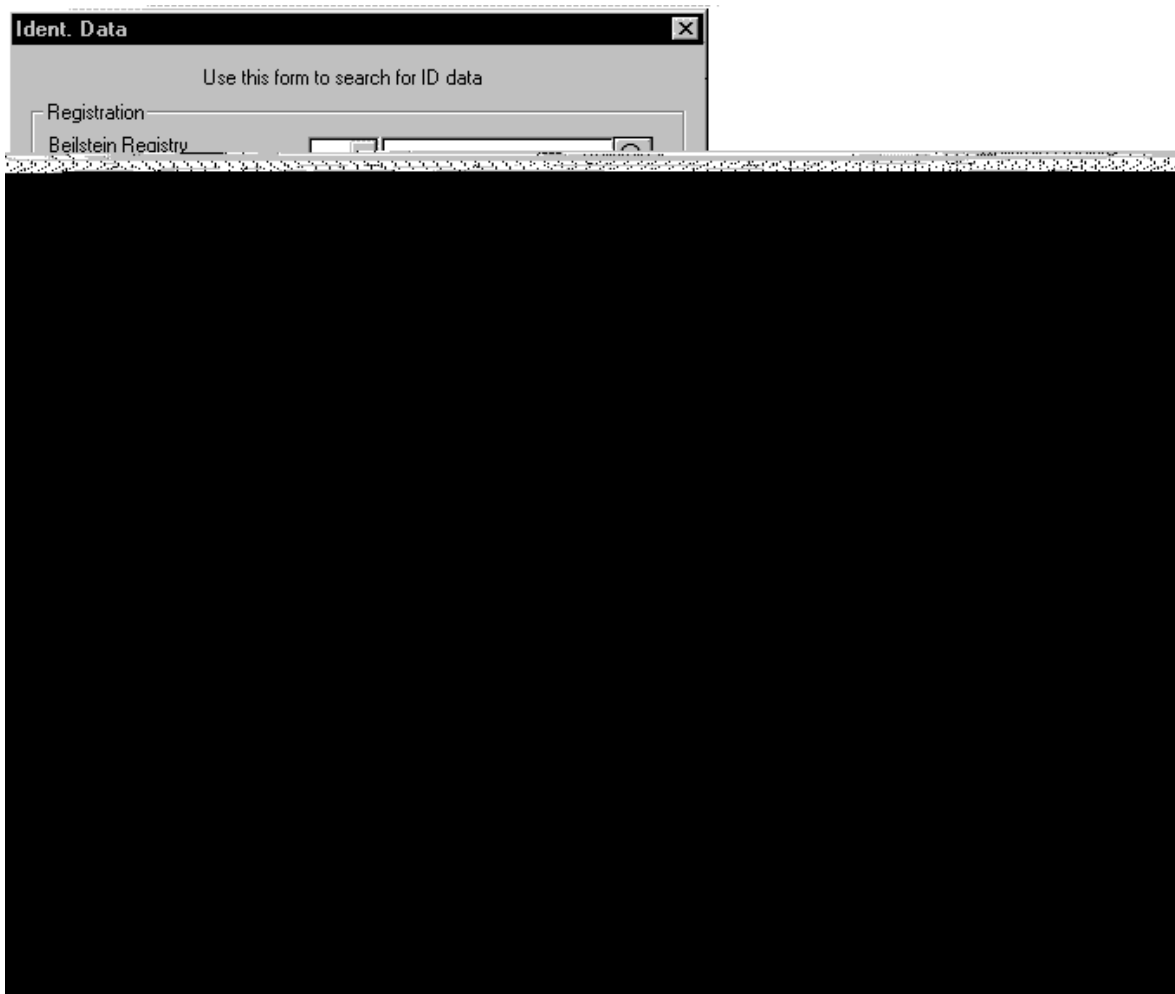 Ident. Data
Use this form to search for ID data
Registration
Beilstein Registry